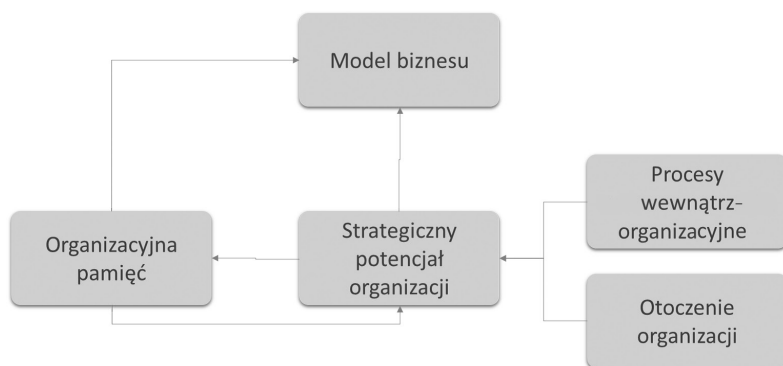 Model biznesu
Procesy
wewnątrz-
organizacyjne
Organizacyjna
pamięć
Strategiczny
potencjał
organizacji
Otoczenie
organizacji